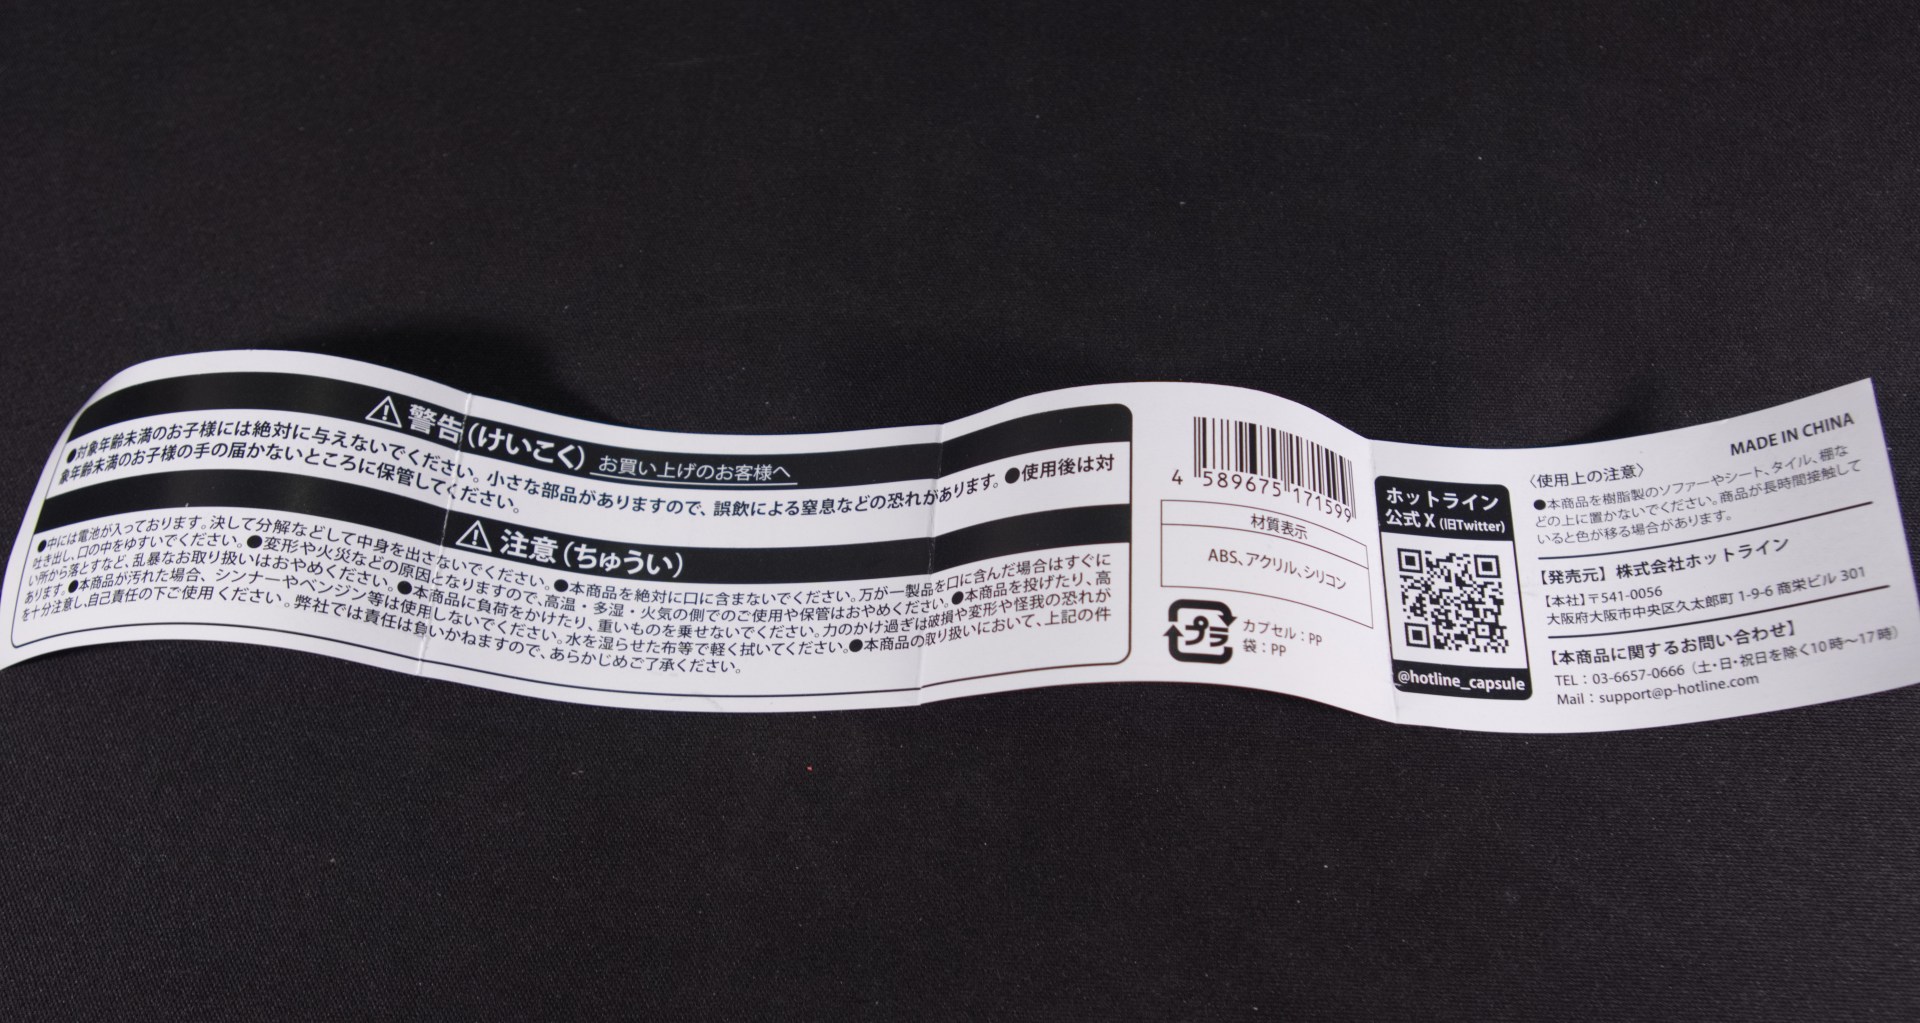 ⚠ 警告(けいこく) お買い上げのお客様へ
●対象年齢未満のお子様には絶対に与えないでください。小さな部品がありますので、誤飲による窒息などの恐れがあります。●使用後は対
象年齢未満のお子様の手の届かないところに保管してください。
⚠ 注意(ちゅうい)
●中には電池が入っております。決して分解などして中身を出さないでください。●本商品を絶対に口に含まないでください。万が一製品を口に含んだ場合はすぐに
吐き出し、口の中をゆすいでください。●変形や火災などの原因となりますので、高温・多湿・火気の側でのご使用や保管はおやめください。●本商品を投げたり、高
い所から落とすなど、乱暴なお取り扱いはおやめください。●本商品に負荷をかけたり、重いものを乗せないでください。力のかけ過ぎは破損や変形や怪我の恐れが
あります。●本商品が汚れた場合、シンナーやベンジン等は使用しないでください。水を湿らせた布等で軽く拭いてください。●本商品の取り扱いにおいて、上記の件
を十分注意し、自己責任の下ご使用ください。弊社では責任は負いかねますので、あらかじめご了承ください。
4 589675 171599
材質表示
ABS、アクリル、シリコン
プラ
カプセル：PP
袋：PP
ホットライン
公式 X (旧Twitter)
@hotline_capsule
MADE IN CHINA
〈使用上の注意〉
●本商品を樹脂製のソファーやシート、タイル、棚な
どの上に置かないでください。商品が長時間接触して
いると色が移る場合があります。
【発売元】株式会社ホットライン
【本社】〒541-0056
大阪府大阪市中央区久太郎町 1-9-6 商栄ビル 301
【本商品に関するお問い合わせ】
TEL：03-6657-0666（土・日・祝日を除く10時〜17時）
Mail：support@p-hotline.com